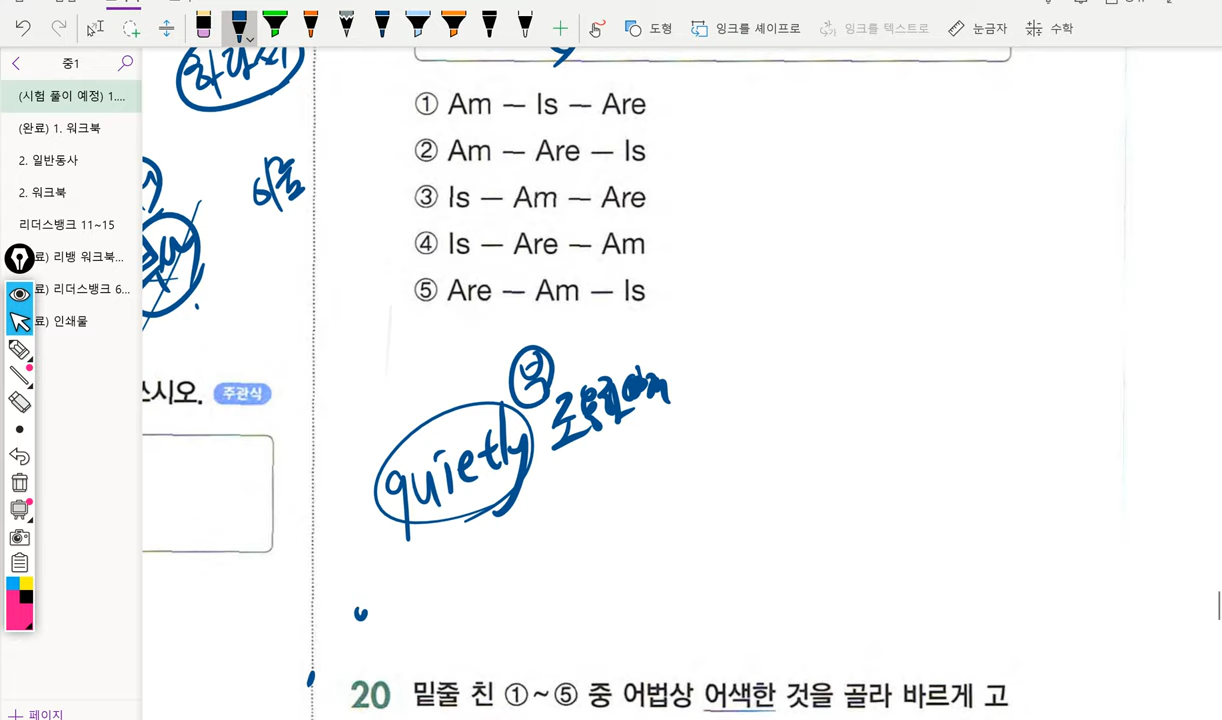 도형
잉크를 셰이프로
잉크를 텍스트로
눈금자
수학
중1
(시험 풀이 예정) 1....
(완료) 1. 워크북
2. 일반동사
2. 워크북
리더스뱅크 11~15
료) 리뱅 워크북...
료) 리더스뱅크 6...
료) 인쇄물
페이지
이름
쓰시오. 주관식
① Am – Is – Are
② Am – Are – Is
③ Is – Am – Are
④ Is – Are – Am
⑤ Are – Am – Is
부
quietly
20 밑줄 친 ①~⑤ 중 어법상 어색한 것을 골라 바르게 고